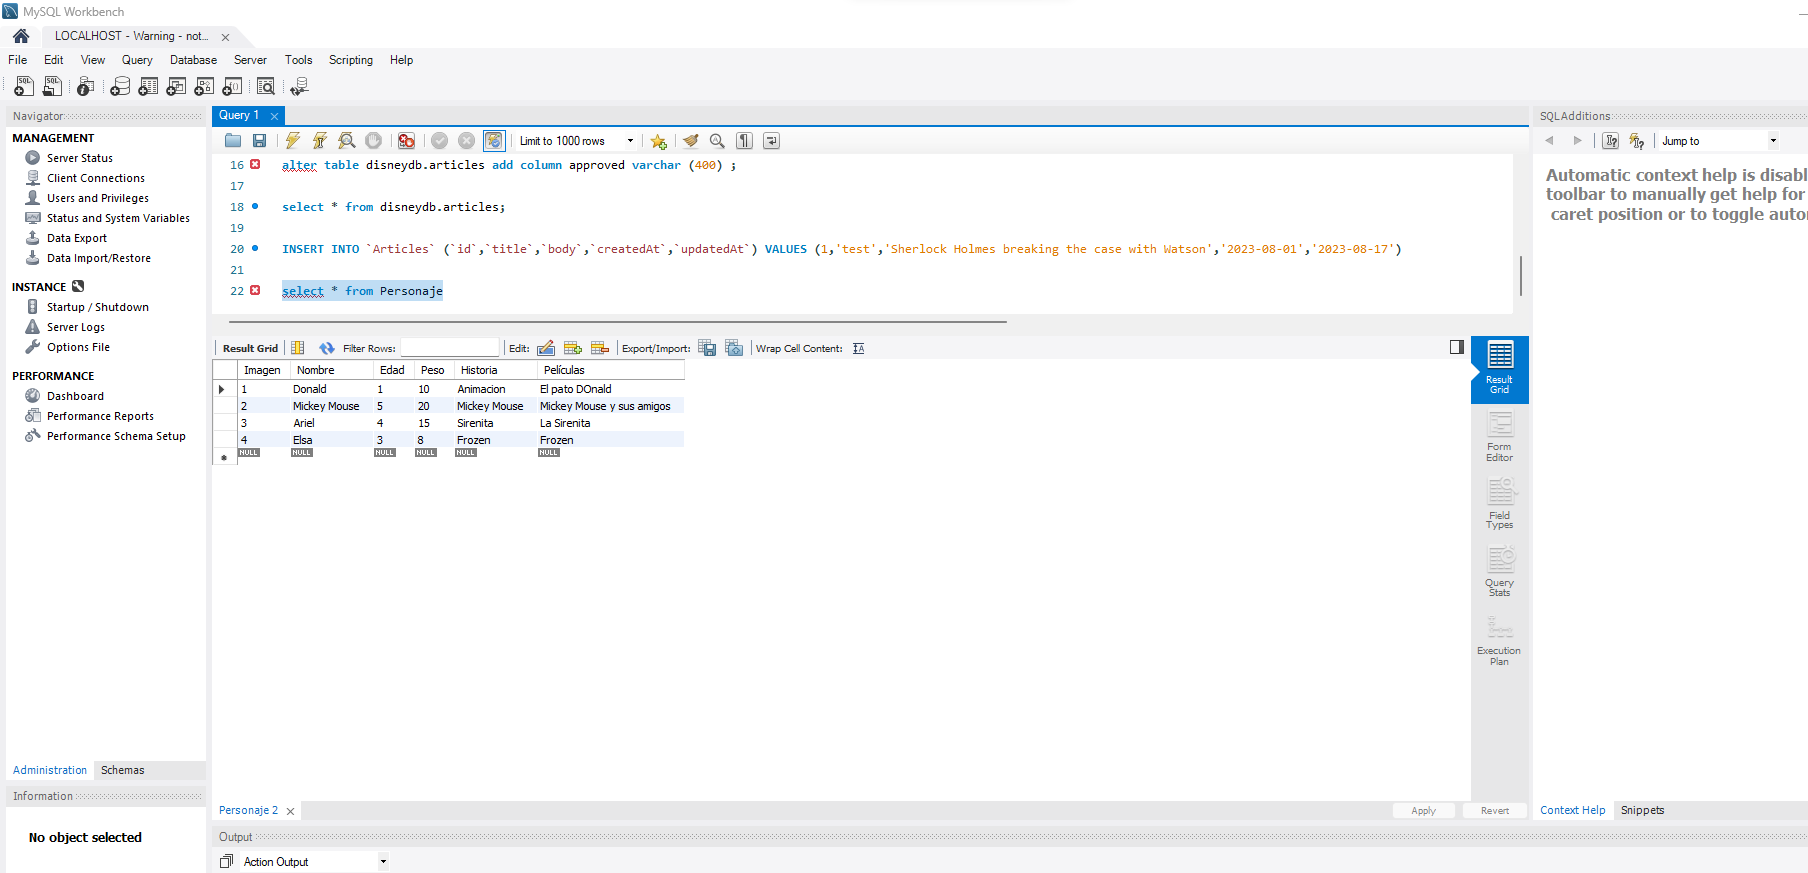 MySQL Workbench
LOCALHOST - Warning - not...
File Edit View Query Database Server Tools Scripting Help
Navigator
MANAGEMENT
Server Status
Client Connections
Users and Privileges
Status and System Variables
Data Export
Data Import/Restore
INSTANCE
Startup / Shutdown
Server Logs
Options File
PERFORMANCE
Dashboard
Performance Reports
Performance Schema Setup
Administration Schemas
Information
No object selected
Query 1
Limit to 1000 rows
16 alter table disneydb.articles add column approved varchar (400) ;
17
18 select * from disneydb.articles;
19
20 INSERT INTO `Articles` (`id`,`title`,`body`,`createdAt`,`updatedAt`) VALUES (1,'test','Sherlock Holmes breaking the case with Watson','2023-08-01','2023-08-17')
21
22 select * from Personaje
Result Grid Filter Rows: Edit: Export/Import: Wrap Cell Content:
Imagen Nombre Edad Peso Historia Películas
1 Donald 1 10 Animacion El pato DOnald
2 Mickey Mouse 5 20 Mickey Mouse Mickey Mouse y sus amigos
3 Ariel 4 15 Sirenita La Sirenita
4 Elsa 3 8 Frozen Frozen
NULL NULL NULL NULL NULL NULL
Result
Grid
Form
Editor
Field
Types
Query
Stats
Execution
Plan
Personaje 2
Apply Revert
Output
Action Output
SQLAdditions
Jump to
Automatic context help is disabl
toolbar to manually get help for
caret position or to toggle auto
Context Help Snippets